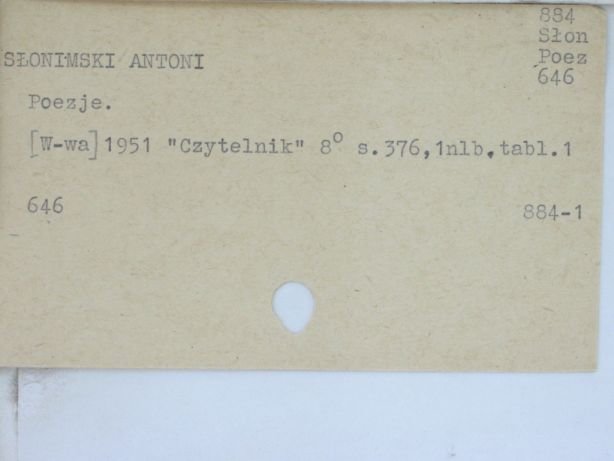 884
Słon
Poez
646
SŁONIMSKI ANTONI
Poezje.
[W-wa] 1951 "Czytelnik" 8° s.376,1nlb.tabl.1
646
884-1